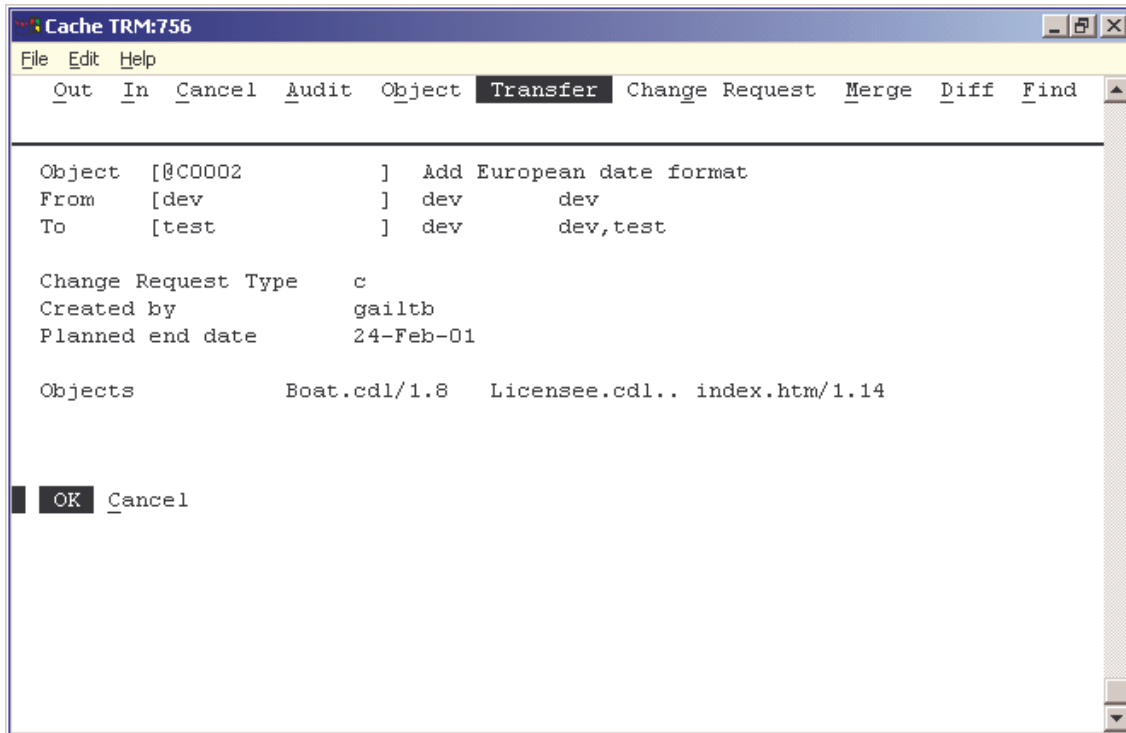 Cache TRM:756
File Edit Help
Out In Cancel Audit Object Transfer Change Request Merge Diff Find
Object [@C0002 ] Add European date format
From [dev ] dev dev
To [test ] dev dev,test
Change Request Type c
Created by gailtb
Planned end date 24-Feb-01
Objects Boat.cdl/1.8 Licensee.cdl.. index.htm/1.14
OK Cancel